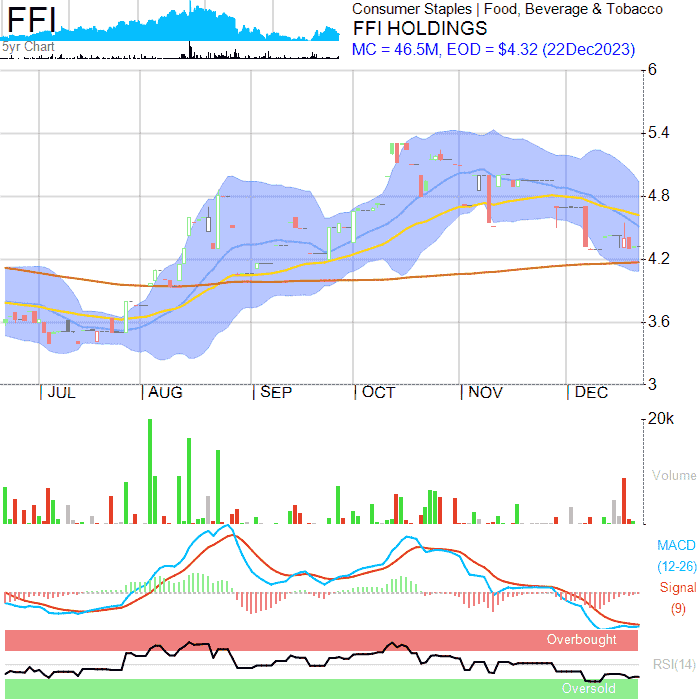 FFI
5yr Chart
Consumer Staples | Food, Beverage & Tobacco
FFI HOLDINGS
MC = 46.5M, EOD = $4.32 (22Dec2023)
6
5.4
4.8
4.2
3.6
3
JUL AUG SEP OCT NOV DEC
20k
Volume
MACD
(12-26)
Signal
(9)
Overbought
RSI(14)
Oversold